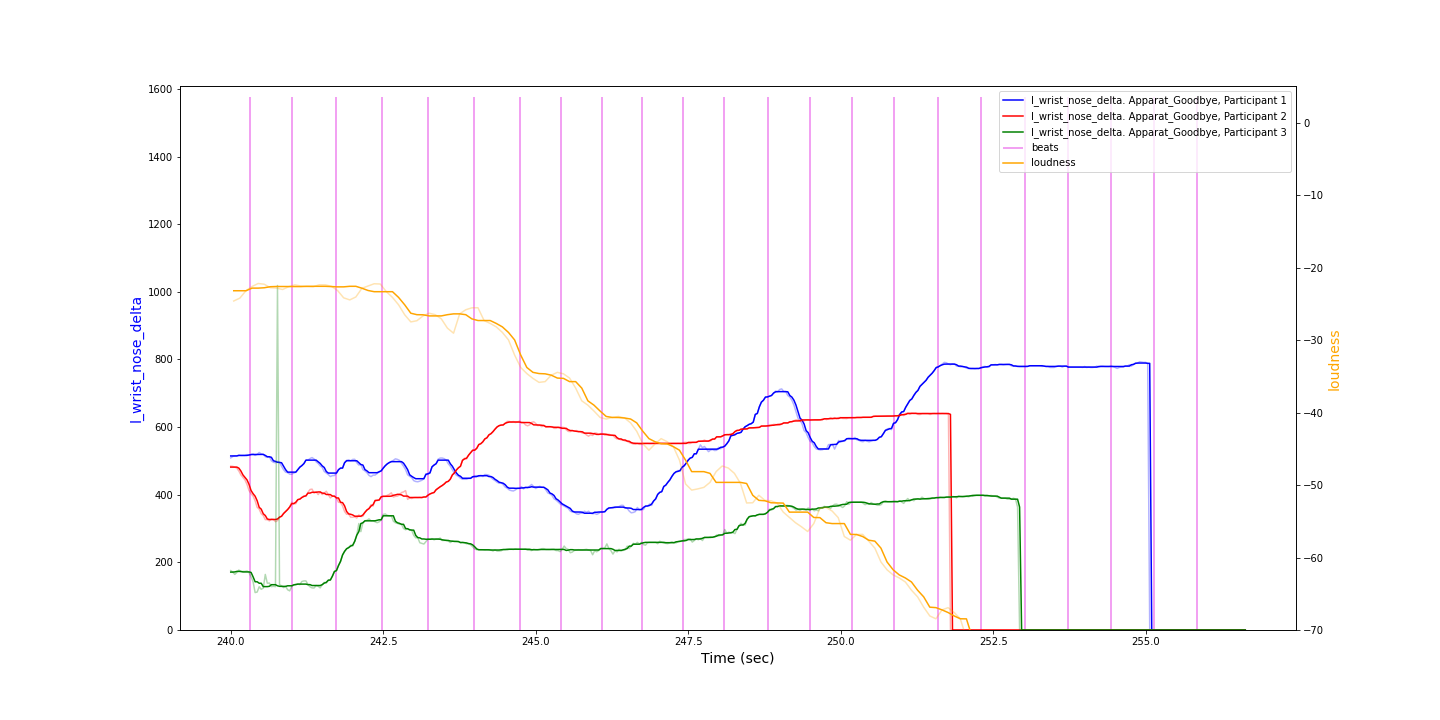 1600
1400
1200
1000
800
600
400
200
0
l_wrist_nose_delta
l_wrist_nose_delta. Apparat_Goodbye, Participant 1
l_wrist_nose_delta. Apparat_Goodbye, Participant 2
l_wrist_nose_delta. Apparat_Goodbye, Participant 3
beats
loudness
0
−10
−20
−30
−40
−50
−60
−70
loudness
240.0 242.5 245.0 247.5 250.0 252.5 255.0
Time (sec)